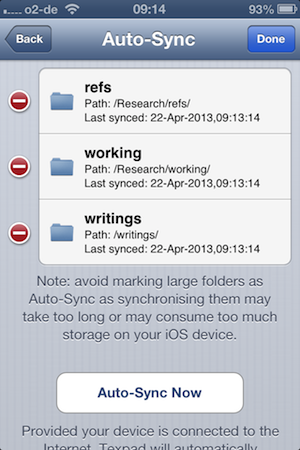 o2-de 09:14 93%
Back Auto-Sync Done
refs
Path: /Research/refs/
Last synced: 22-Apr-2013,09:13:14
working
Path: /Research/working/
Last synced: 22-Apr-2013,09:13:14
writings
Path: /writings/
Last synced: 22-Apr-2013,09:13:14
Note: avoid marking large folders as
Auto-Sync as synchronising them may
take too long or may consume too much
storage on your iOS device.
Auto-Sync Now
Provided your device is connected to the
Internet, Texpad will automatically